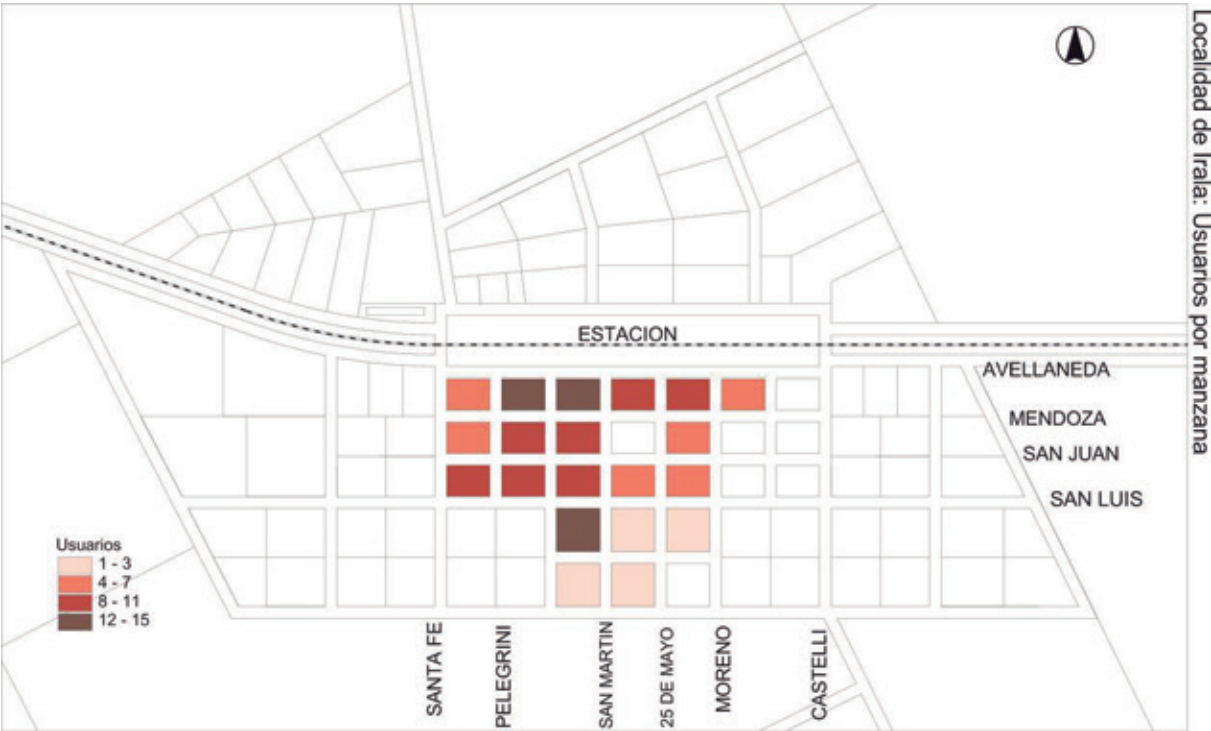 Localidad de Irala: Usuarios por manzana
ESTACION
AVELLANEDA
MENDOZA
SAN JUAN
SAN LUIS
Usuarios
1 - 3
4 - 7
8 - 11
12 - 15
SANTA FE
PELEGRINI
SAN MARTIN
25 DE MAYO
MORENO
CASTELLI